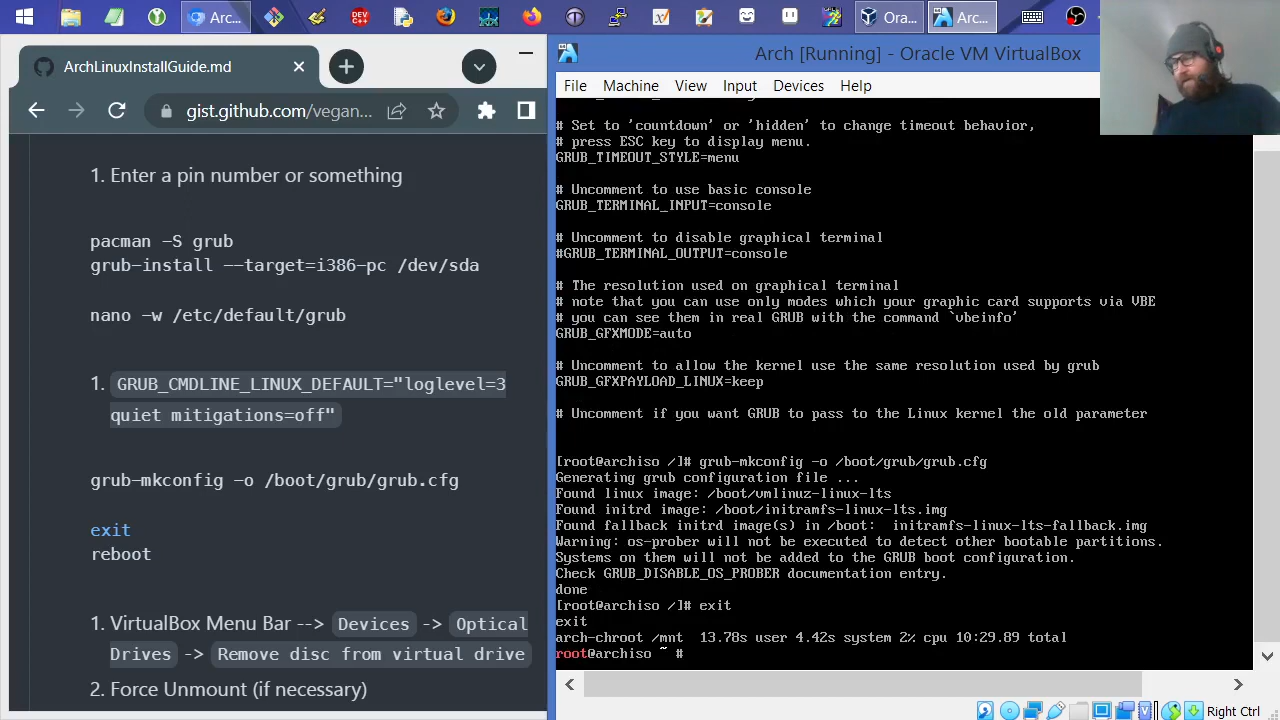 Arc...
Ora...
Arc...
ArchLinuxInstallGuide.md
gist.github.com/vegan...
1. Enter a pin number or something
pacman -S grub
grub-install --target=i386-pc /dev/sda
nano -w /etc/default/grub
1. GRUB_CMDLINE_LINUX_DEFAULT="loglevel=3
quiet mitigations=off"
grub-mkconfig -o /boot/grub/grub.cfg
exit
reboot
1. VirtualBox Menu Bar --> Devices -> Optical
Drives -> Remove disc from virtual drive
2. Force Unmount (if necessary)
Arch [Running] - Oracle VM VirtualBox
File Machine View Input Devices Help
# Set to 'countdown' or 'hidden' to change timeout behavior,
# press ESC key to display menu.
GRUB_TIMEOUT_STYLE=menu
# Uncomment to use basic console
GRUB_TERMINAL_INPUT=console
# Uncomment to disable graphical terminal
#GRUB_TERMINAL_OUTPUT=console
# The resolution used on graphical terminal
# note that you can use only modes which your graphic card supports via VBE
# you can see them in real GRUB with the command `vbeinfo'
GRUB_GFXMODE=auto
# Uncomment to allow the kernel use the same resolution used by grub
GRUB_GFXPAYLOAD_LINUX=keep
# Uncomment if you want GRUB to pass to the Linux kernel the old parameter
[root@archiso /]# grub-mkconfig -o /boot/grub/grub.cfg
Generating grub configuration file ...
Found linux image: /boot/vmlinuz-linux-lts
Found initrd image: /boot/initramfs-linux-lts.img
Found fallback initrd image(s) in /boot:  initramfs-linux-lts-fallback.img
Warning: os-prober will not be executed to detect other bootable partitions.
Systems on them will not be added to the GRUB boot configuration.
Check GRUB_DISABLE_OS_PROBER documentation entry.
done
[root@archiso /]# exit
exit
arch-chroot /mnt  13.78s user 4.42s system 2% cpu 10:29.89 total
root@archiso ~ #
Right Ctrl